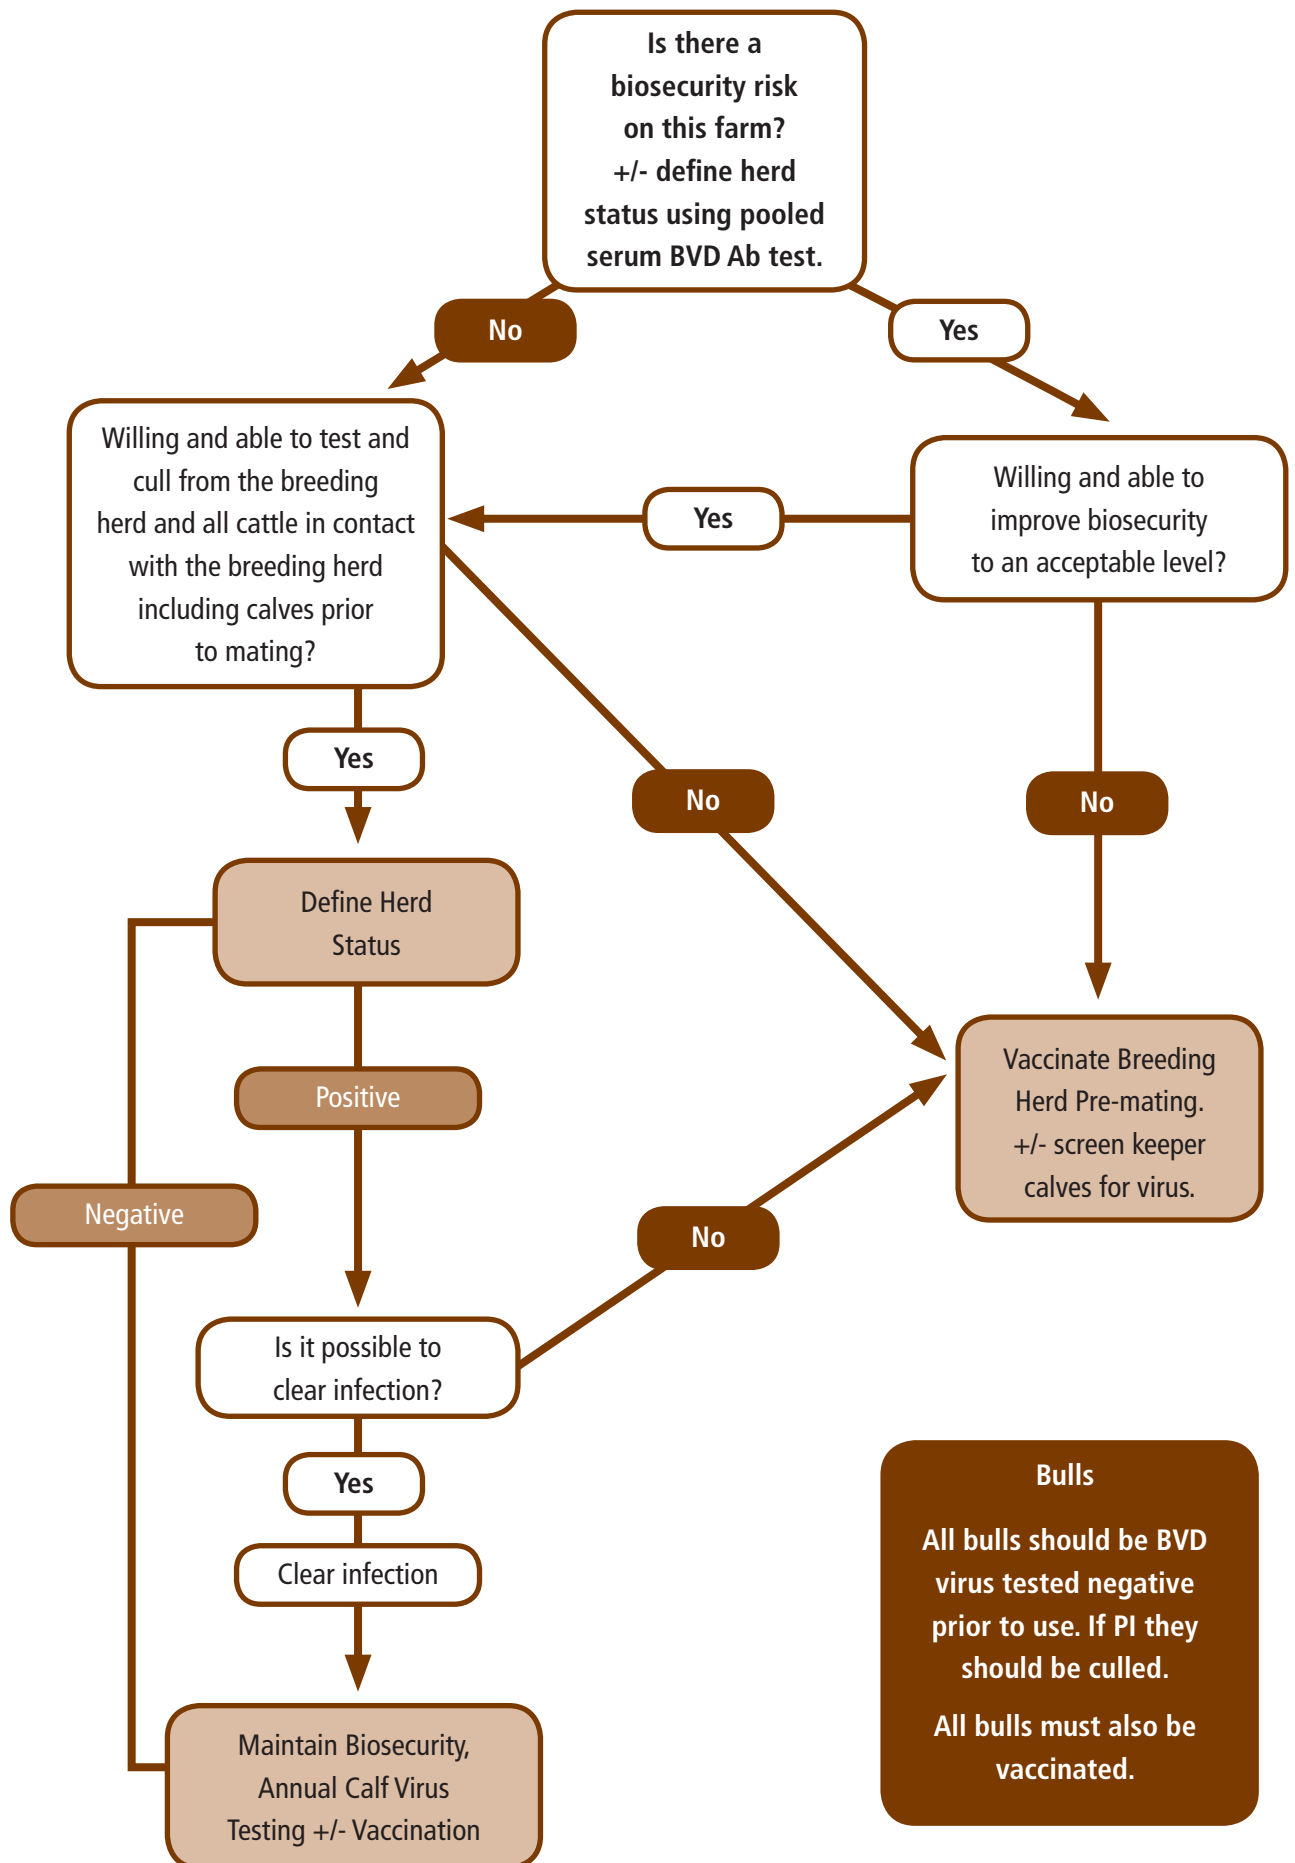 Is there a
biosecurity risk
on this farm?
+/- define herd
status using pooled
serum BVD Ab test.
No
Yes
Willing and able to test and
cull from the breeding
herd and all cattle in contact
with the breeding herd
including calves prior
to mating?
Yes
Willing and able to
improve biosecurity
to an acceptable level?
Yes
No
No
Define Herd
Status
Positive
Negative
Vaccinate Breeding
Herd Pre-mating.
+/- screen keeper
calves for virus.
No
Is it possible to
clear infection?
Yes
Clear infection
Maintain Biosecurity,
Annual Calf Virus
Testing +/- Vaccination
Bulls
All bulls should be BVD
virus tested negative
prior to use. If PI they
should be culled.
All bulls must also be
vaccinated.